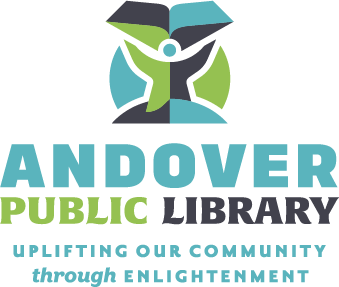 ANDOVER
PUBLIC LIBRARY
UPLIFTING OUR COMMUNITY
through ENLIGHTENMENT